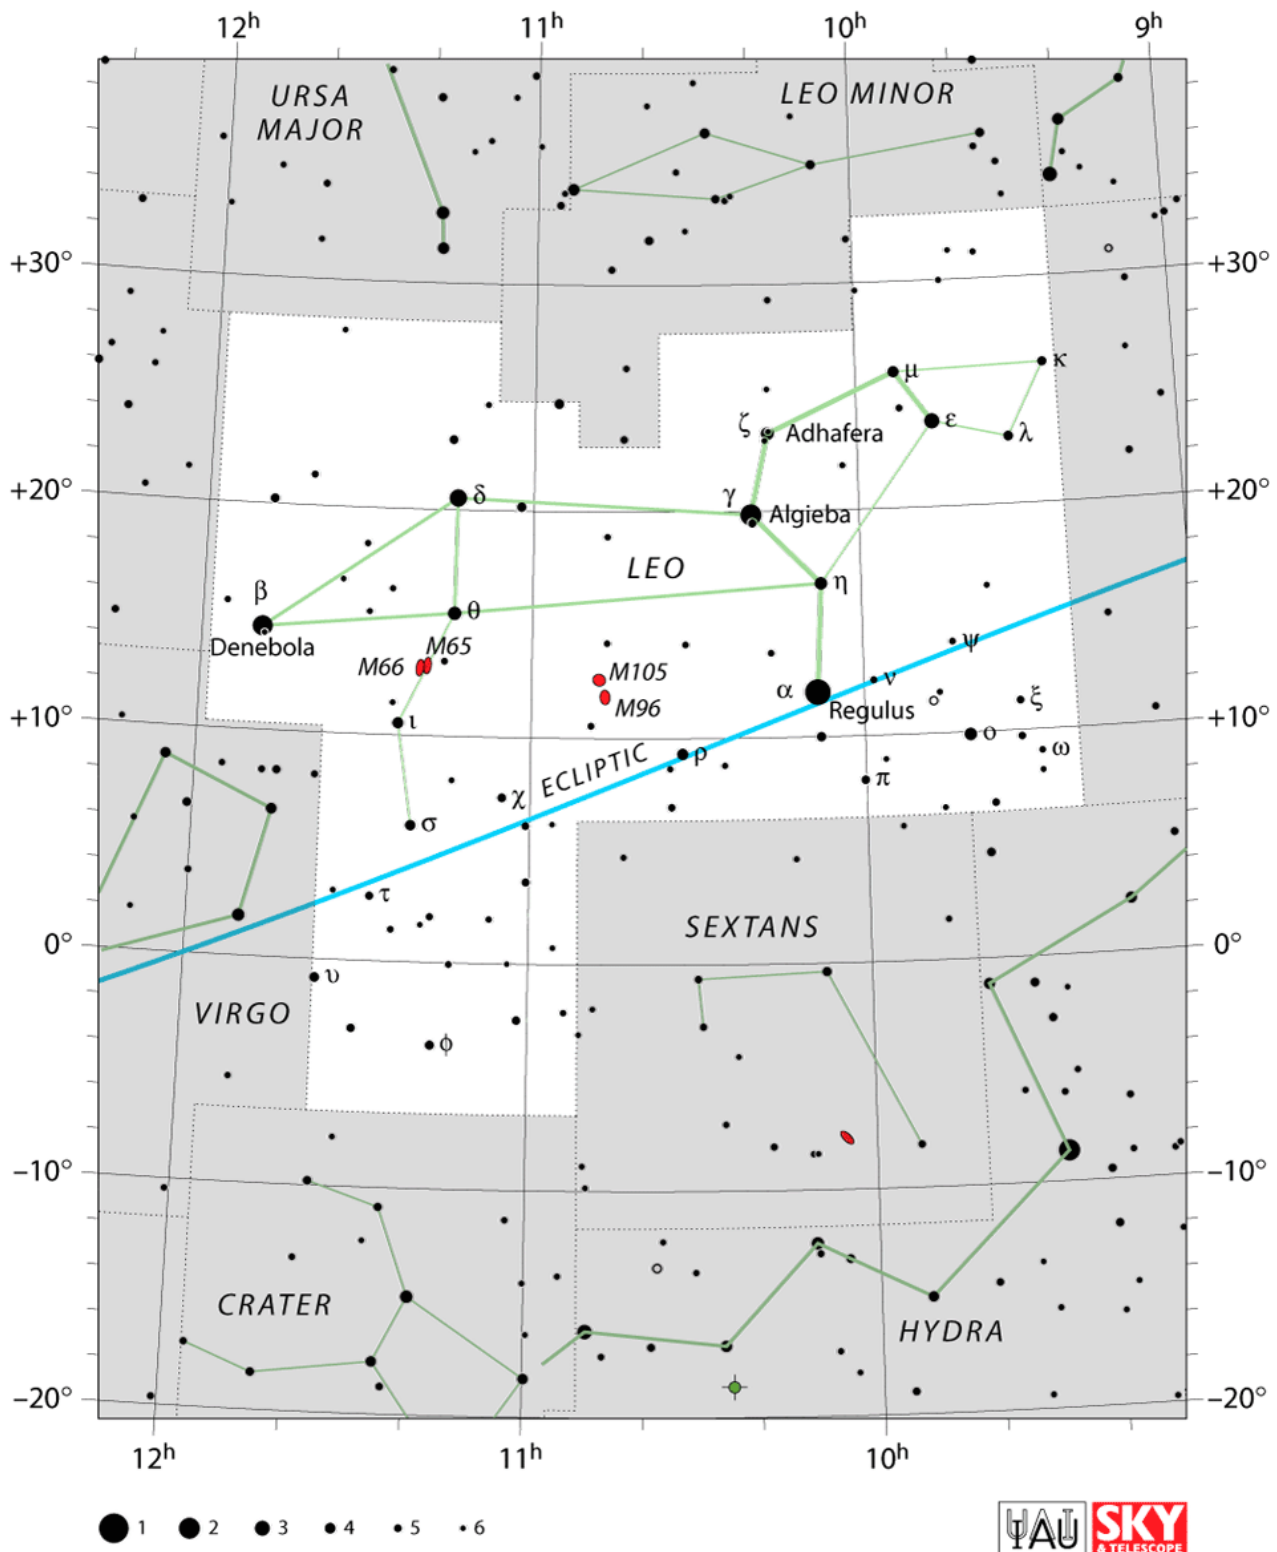 12h 11h 10h 9h
URSA
MAJOR
LEO MINOR
+30° +30°
μ κ
ζ Adhafera ε λ
+20° +20°
δ γ Algieba
LEO
β η
θ
Denebola
M66 M65 ψ
M105
α ν
M96 Regulus ξ
+10° ι +10°
ο ω
ECLIPTIC ρ
π
χ
σ
τ
SEXTANS
0° 0°
υ
VIRGO
ϕ
−10° −10°
CRATER
HYDRA
−20° −20°
12h 11h 10h
1 2 3 4 5 6
IAU SKY
& TELESCOPE